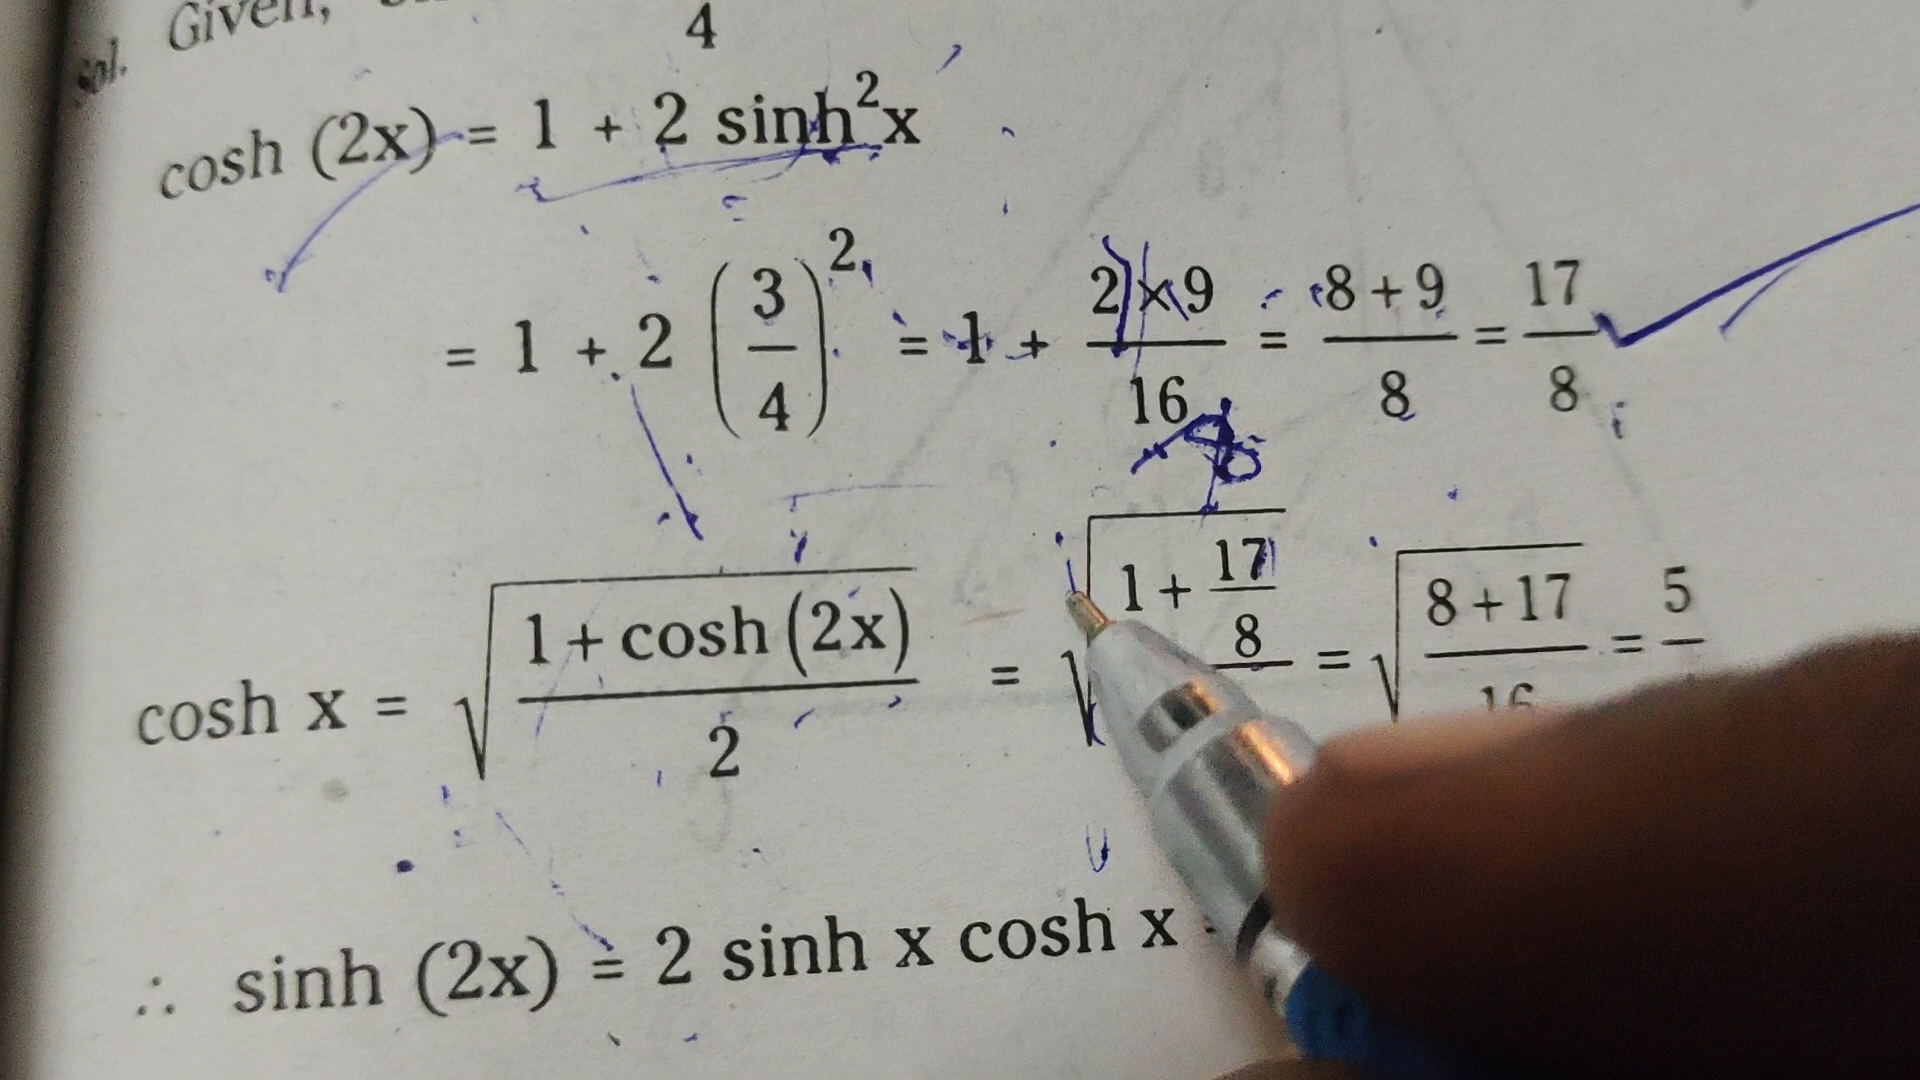 sol. Given,
4
cosh (2x) = 1 + 2 sinh²x
= 1 + 2 (3/4)² = 1 + 2 × 9/16 = 8 + 9/8 = 17/8
8
cosh x = √(1 + cosh (2x)/2) = √(1 + 17/8) = √(8 + 17/16) = 5
∴ sinh (2x) = 2 sinh x cosh x